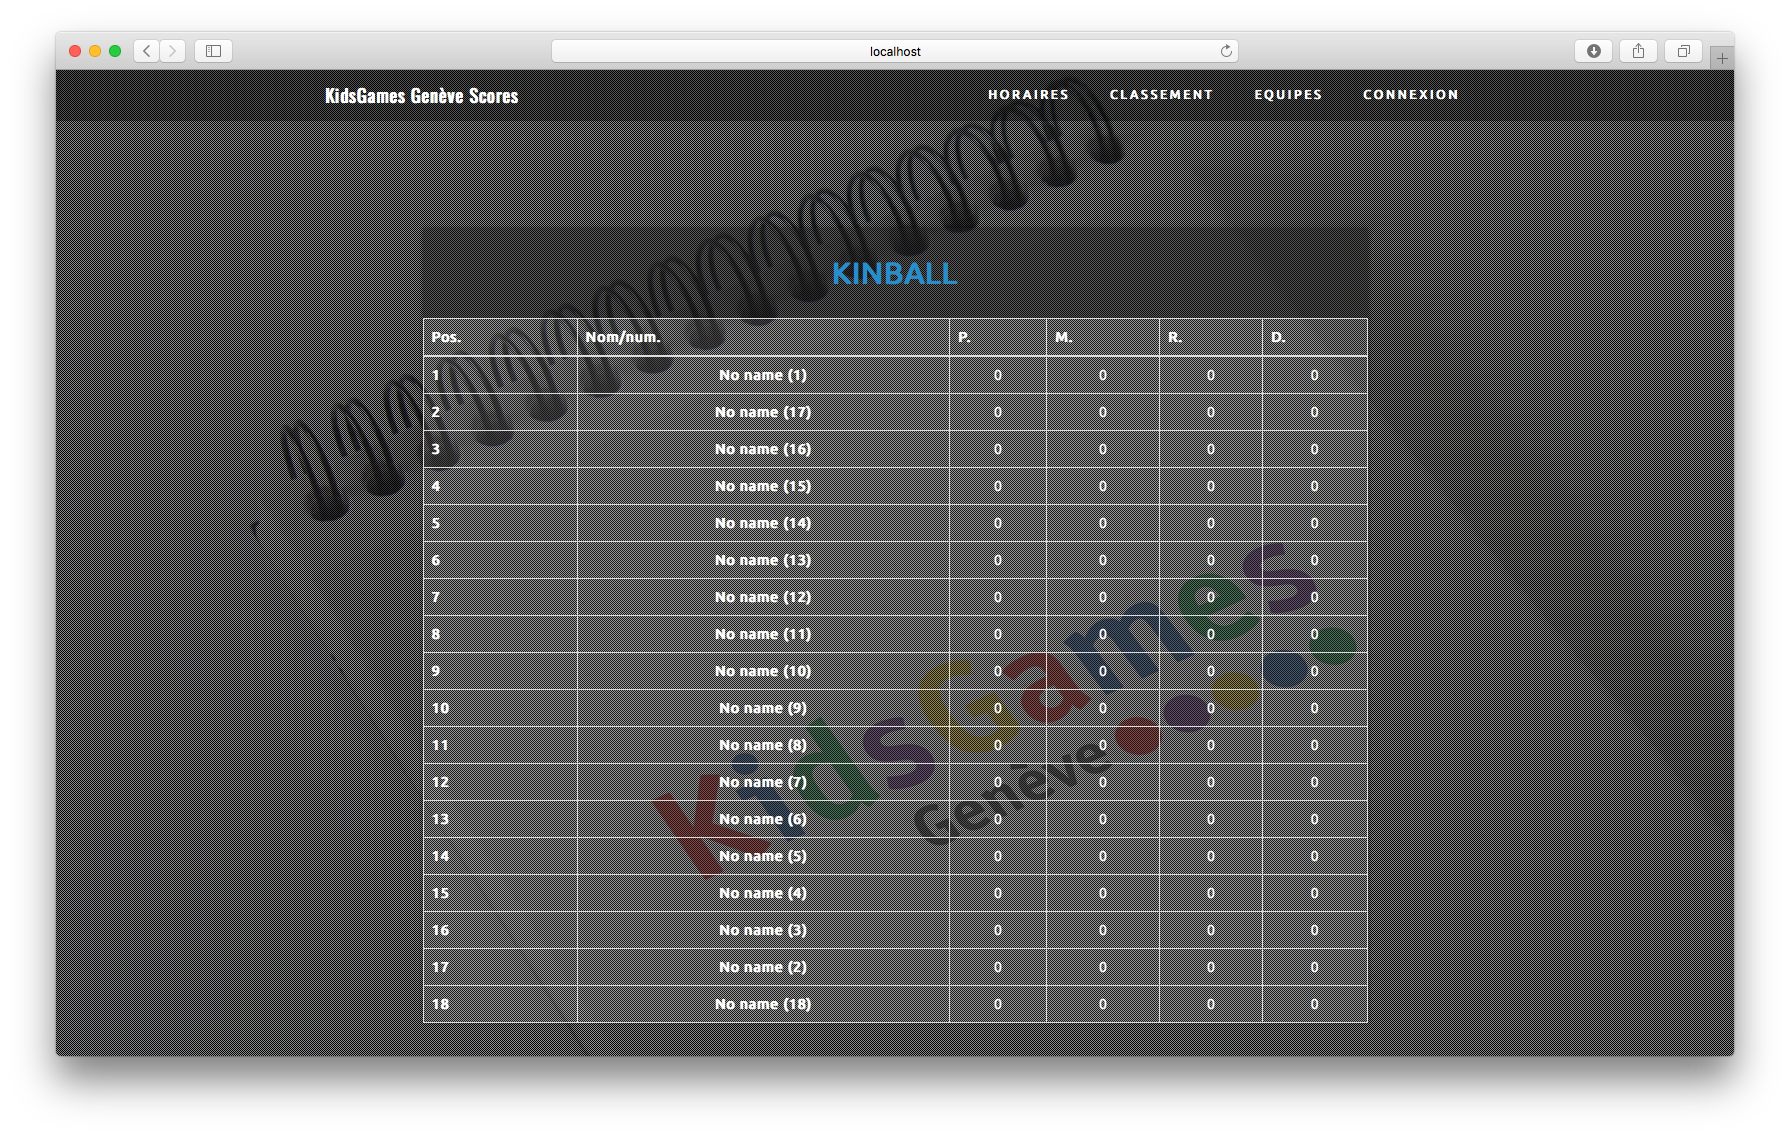 localhost
KidsGames Genève Scores HORAIRES CLASSEMENT EQUIPES CONNEXION
KINBALL
Pos. Nom/num. P. M. R. D.
1 No name (1) 0 0 0 0
2 No name (17) 0 0 0 0
3 No name (16) 0 0 0 0
4 No name (15) 0 0 0 0
5 No name (14) 0 0 0 0
6 No name (13) 0 0 0 0
7 No name (12) 0 0 0 0
8 No name (11) 0 0 0 0
9 No name (10) 0 0 0 0
10 No name (9) 0 0 0 0
11 No name (8) 0 0 0 0
12 No name (7) 0 0 0 0
13 No name (6) 0 0 0 0
14 No name (5) 0 0 0 0
15 No name (4) 0 0 0 0
16 No name (3) 0 0 0 0
17 No name (2) 0 0 0 0
18 No name (18) 0 0 0 0
KidsGames
Genève